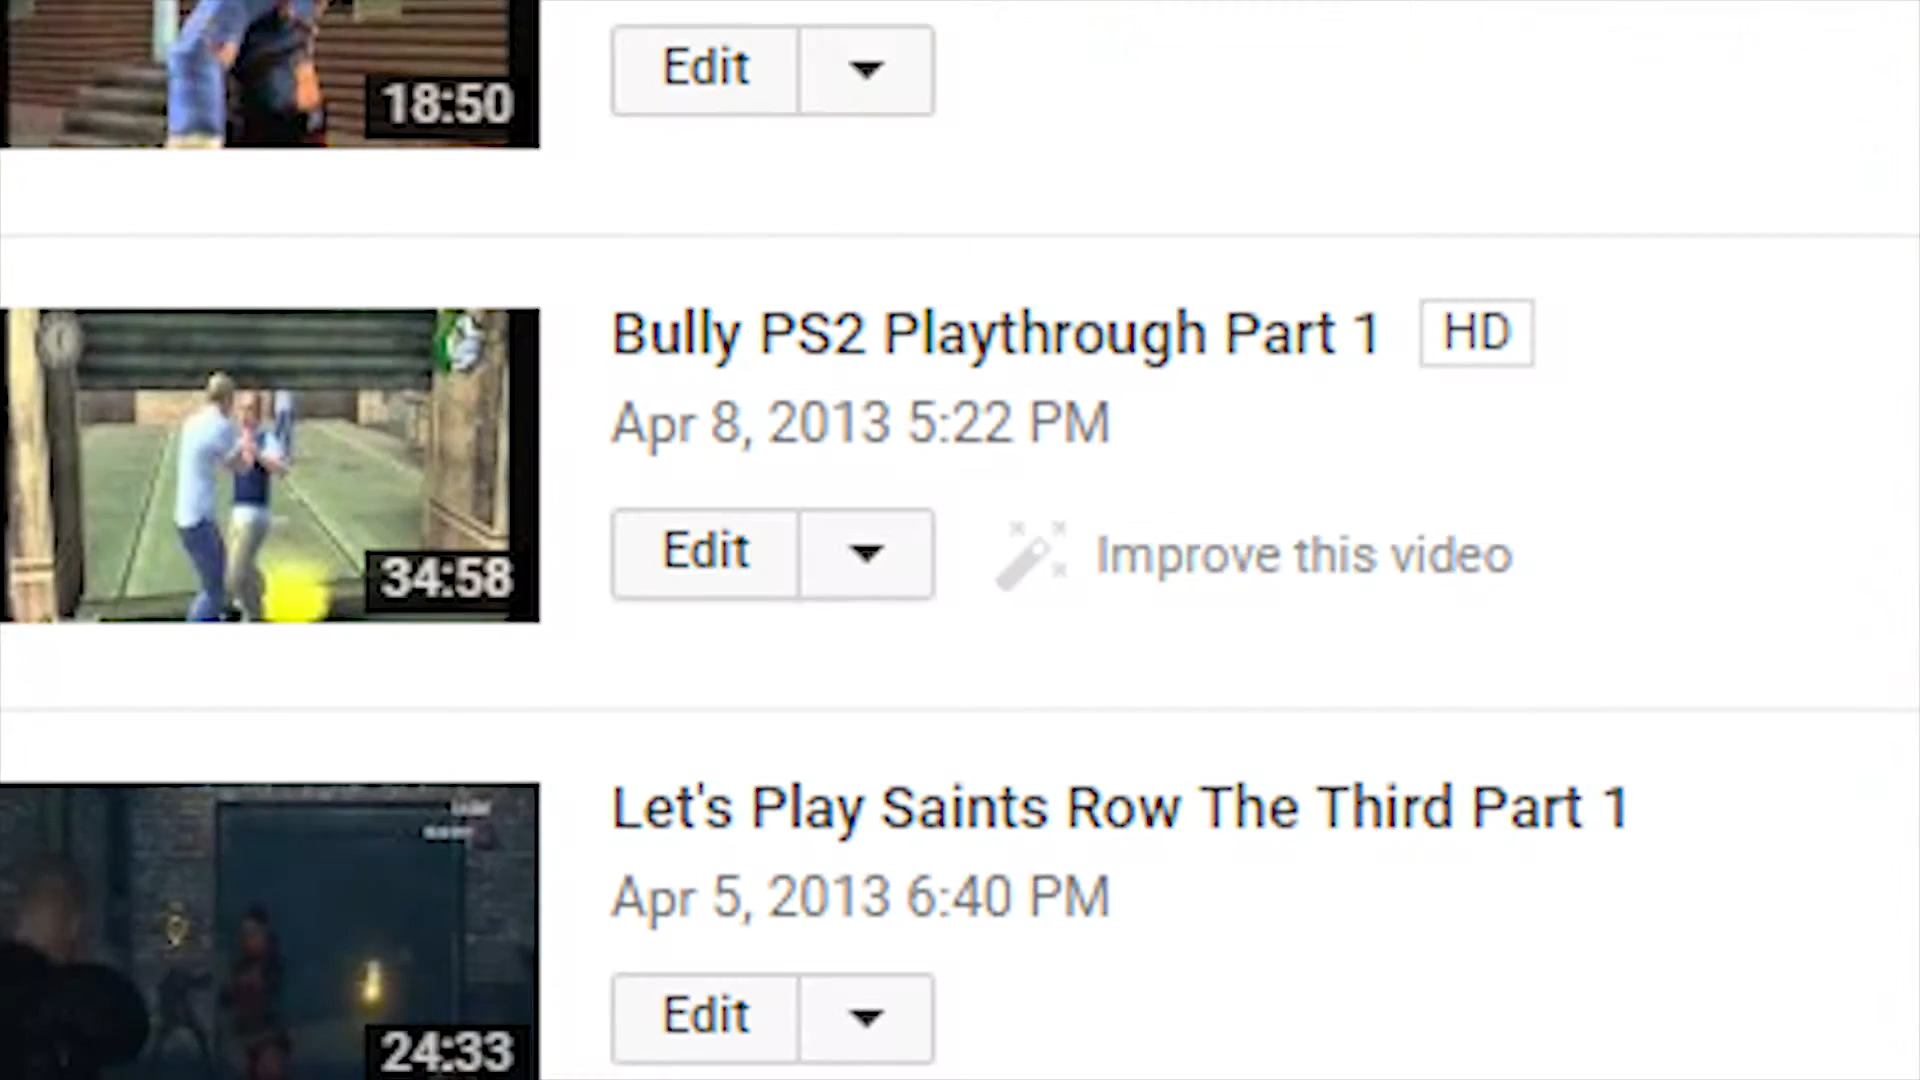 18:50
Edit
Bully PS2 Playthrough Part 1 HD
Apr 8, 2013 5:22 PM
34:58
Edit
Improve this video
Let's Play Saints Row The Third Part 1
Apr 5, 2013 6:40 PM
24:33
Edit